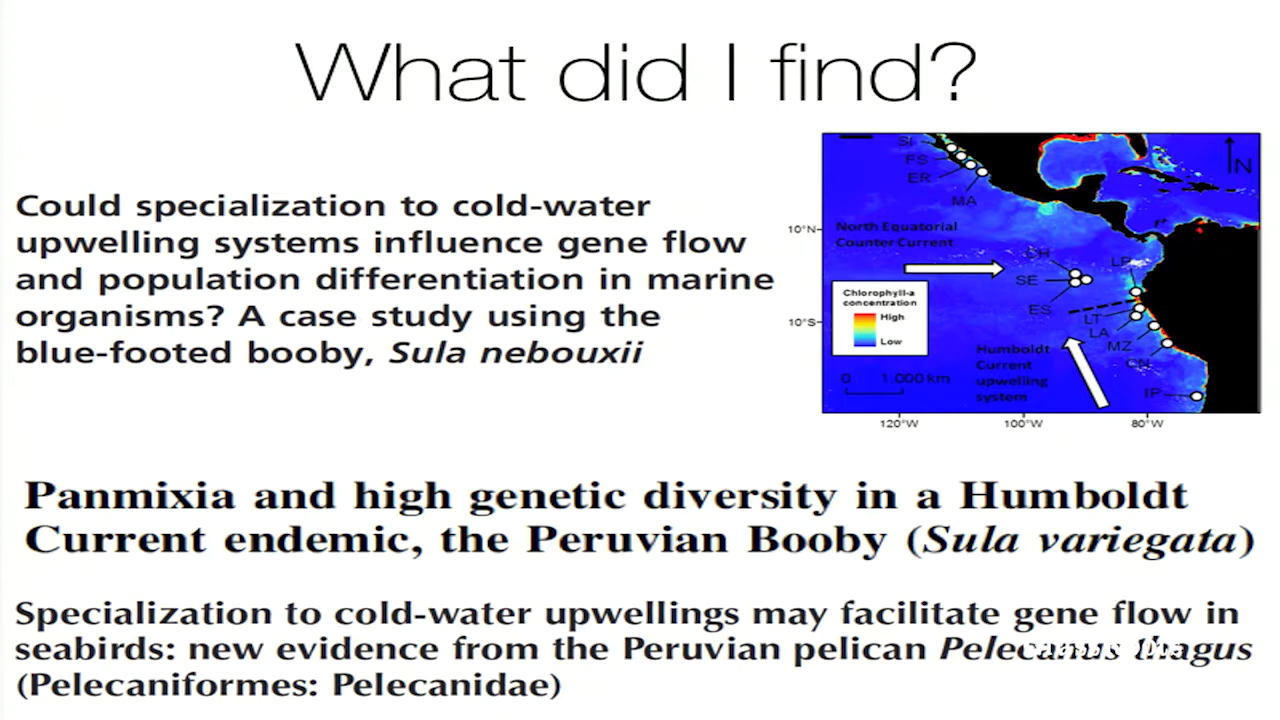 What did I find?
Could specialization to cold-water
upwelling systems influence gene flow
and population differentiation in marine
organisms? A case study using the
blue-footed booby, Sula nebouxii
SI
FS
ER
MA
N
10°N
North Equatorial
Counter Current
CH
SE
ES
LP
LT
LA
MZ
CN
IP
Chlorophyll-a
concentration
High
Low
10°S
Humboldt
Current
upwelling
system
0 1,000 km
120°W 100°W 80°W
Panmixia and high genetic diversity in a Humboldt
Current endemic, the Peruvian Booby (Sula variegata)
Specialization to cold-water upwellings may facilitate gene flow in
seabirds: new evidence from the Peruvian pelican Pelecanus thagus
(Pelecaniformes: Pelecanidae)